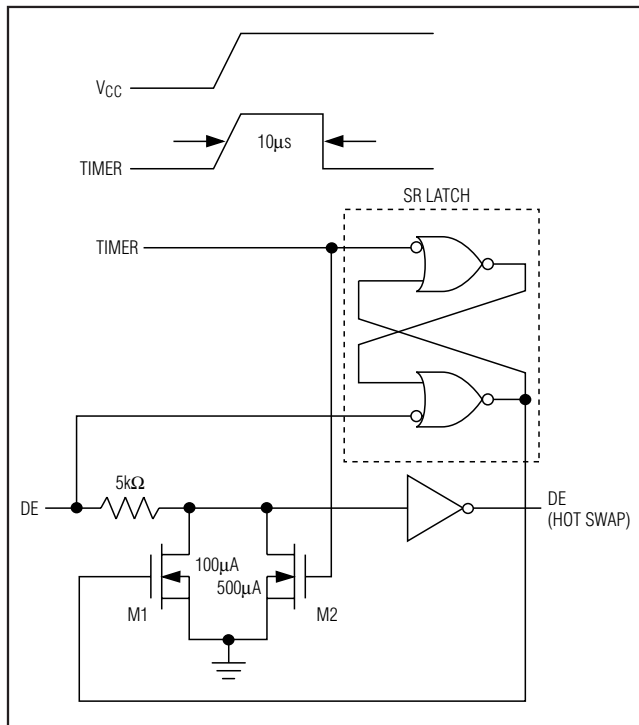 VCC
10µs
TIMER
SR LATCH
TIMER
5kΩ
DE
DE
(HOT SWAP)
100µA
500µA
M1
M2